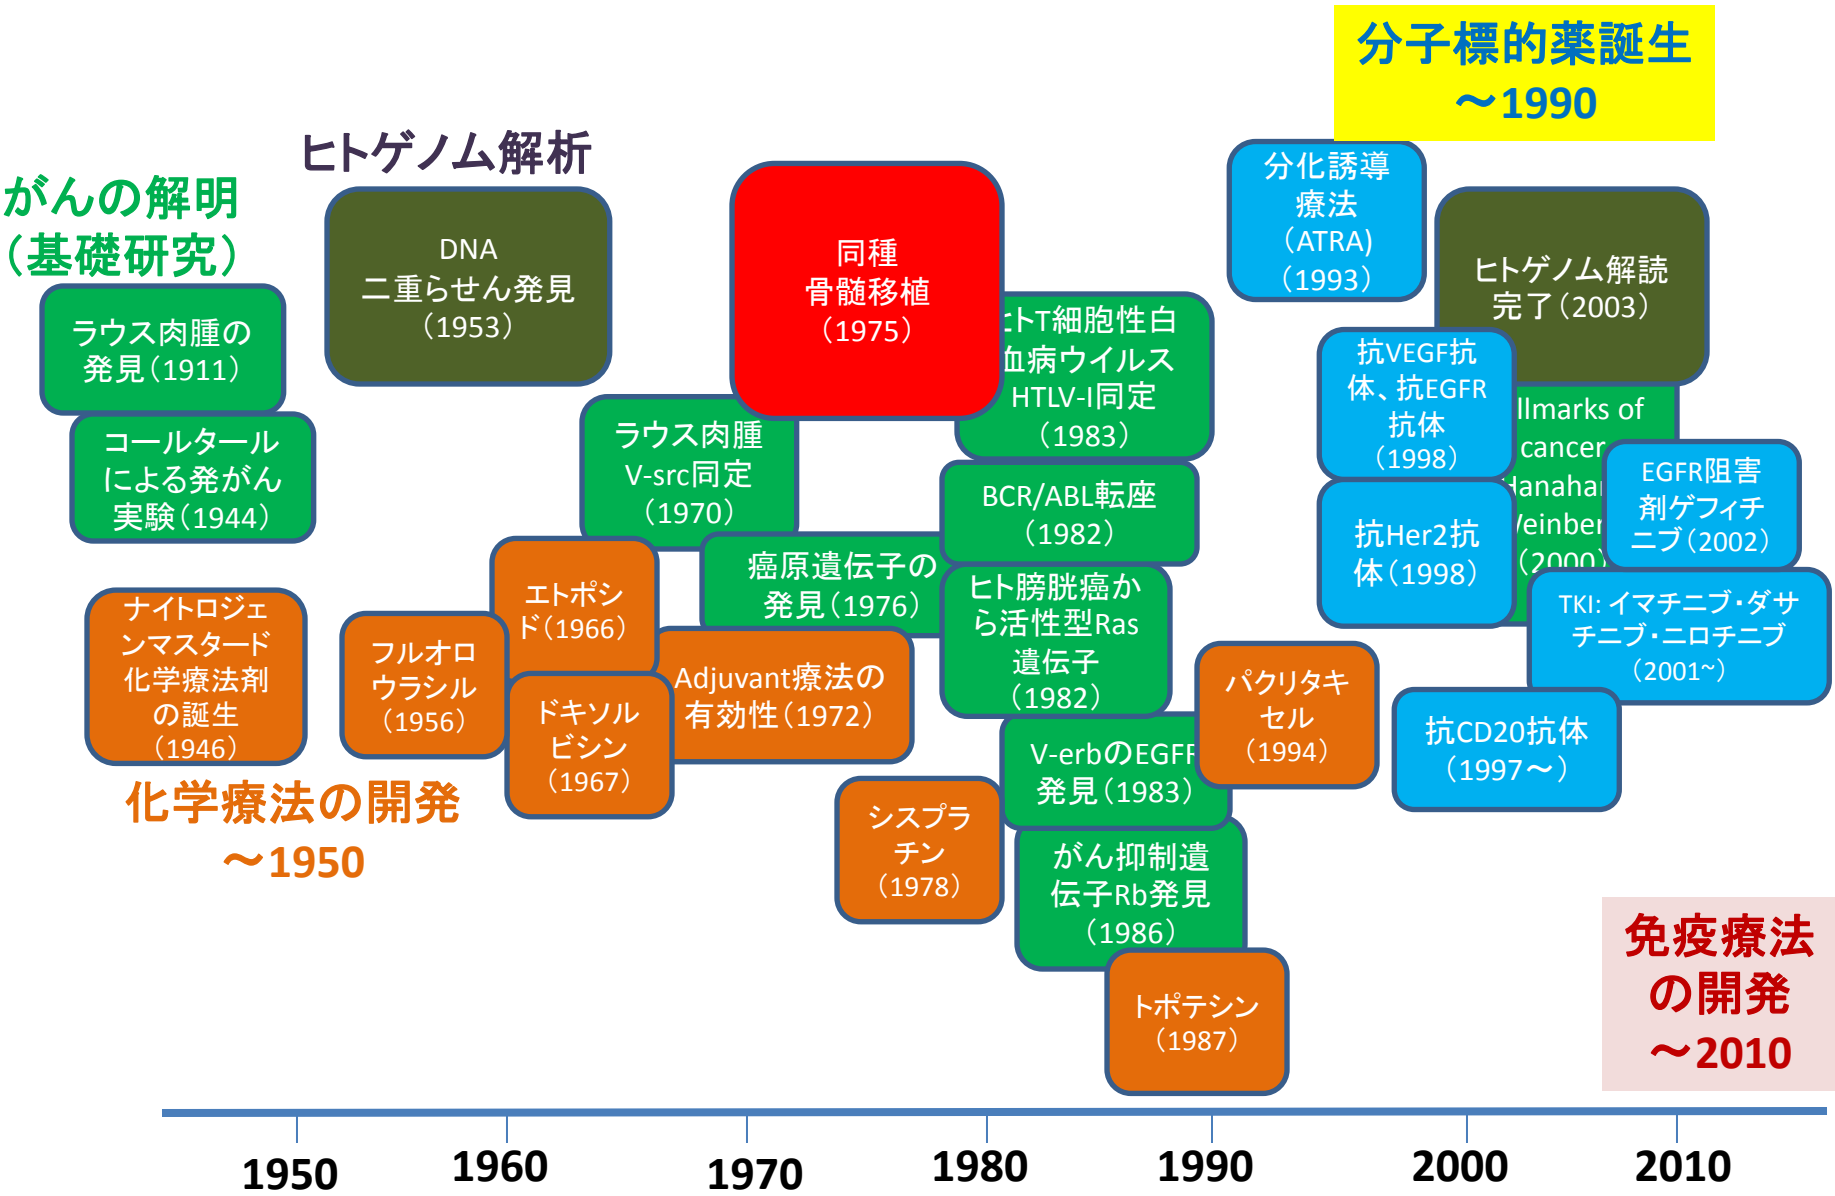 分子標的薬誕生
～1990
ヒトゲノム解析
がんの解明
（基礎研究）
分化誘導
療法
（ATRA)
（1993）
DNA
二重らせん発見
（1953）
同種
骨髄移植
（1975）
ヒトゲノム解読
完了（2003）
ラウス肉腫の
発見（1911）
ヒトT細胞性白
血病ウイルス
HTLV-I同定
（1983）
抗VEGF抗
体、抗EGFR
抗体
（1998）
コールタール
による発がん
実験（1944）
ラウス肉腫
V-src同定
（1970）
llmarks of
cancer
Hanahan
Weinber
（2000）
EGFR阻害
剤ゲフィチ
ニブ（2002）
BCR/ABL転座
（1982）
抗Her2抗
体（1998）
癌原遺伝子の
発見（1976）
ヒト膀胱癌か
ら活性型Ras
遺伝子
（1982）
エトポシ
ド（1966）
TKI: イマチニブ・ダサ
チニブ・ニロチニブ
（2001~）
ナイトロジェ
ンマスタード
化学療法剤
の誕生
（1946）
フルオロ
ウラシル
（1956）
ドキソル
ビシン
（1967）
Adjuvant療法の
有効性（1972）
パクリタキ
セル
（1994）
抗CD20抗体
（1997～）
V-erbのEGFR
発見（1983）
化学療法の開発
～1950
シスプラ
チン
（1978）
がん抑制遺
伝子Rb発見
（1986）
トポテシン
（1987）
免疫療法
の開発
～2010
1950
1960
1970
1980
1990
2000
2010